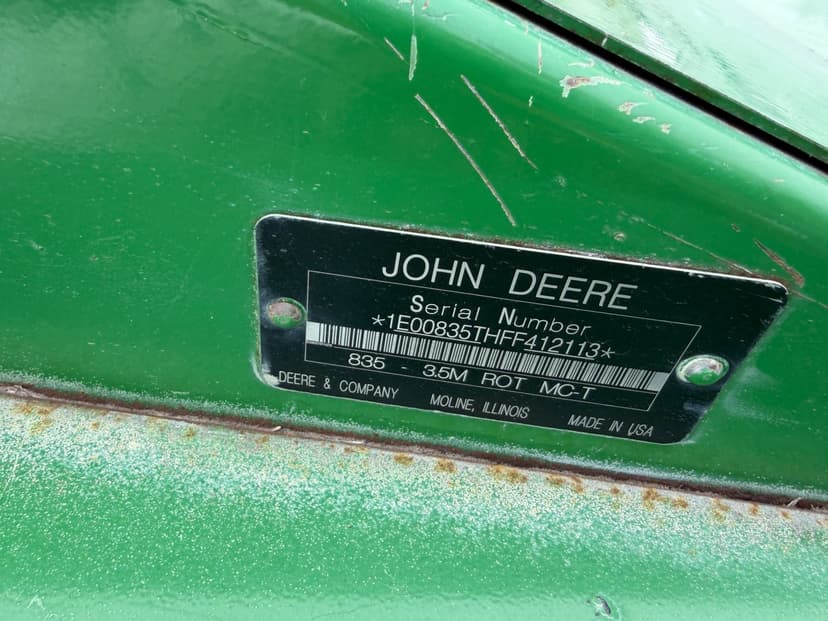 JOHN DEERE
Serial Number
*1E00835THFF412113*
835 - 3.5M ROT MC-T
DEERE & COMPANY MOLINE, ILLINOIS MADE IN USA